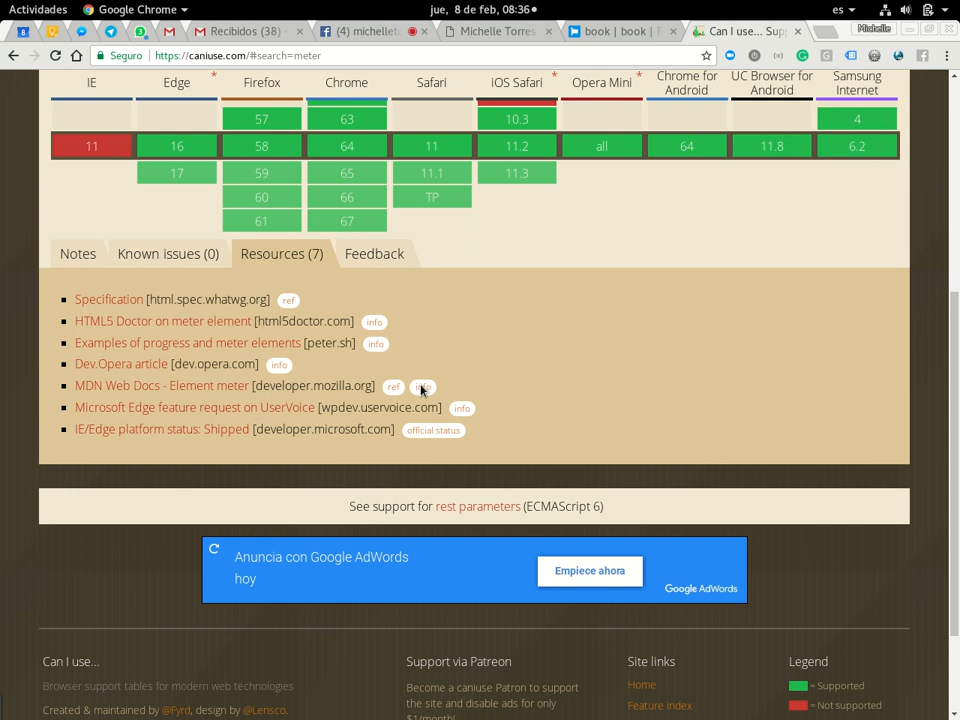 Actividades Google Chrome jue, 8 de feb, 08:36 es
Recibidos (38) (4) michellet Michelle Torres book | book | F Can I use... Sup Michelle
Seguro https://caniuse.com/#search=meter
IE Edge * Firefox Chrome Safari iOS Safari * Opera Mini * Chrome for Android UC Browser for Android Samsung Internet
57 63 10.3 4
11 16 58 64 11 11.2 all 64 11.8 6.2
17 59 65 11.1 11.3
60 66 TP
61 67
Notes Known issues (0) Resources (7) Feedback
Specification [html.spec.whatwg.org] ref
HTML5 Doctor on meter element [html5doctor.com] info
Examples of progress and meter elements [peter.sh] info
Dev.Opera article [dev.opera.com] info
MDN Web Docs - Element meter [developer.mozilla.org] ref info
Microsoft Edge feature request on UserVoice [wpdev.uservoice.com] info
IE/Edge platform status: Shipped [developer.microsoft.com] official status
See support for rest parameters (ECMAScript 6)
Anuncia con Google AdWords
hoy
Empiece ahora
Google AdWords
Can I use...
Browser support tables for modern web technologies
Created & maintained by @Fyrd, design by @Lensco.
Support via Patreon
Become a caniuse Patron to support
the site and disable ads for only
$1/month!
Site links
Home
Feature index
Legend
= Supported
= Not supported